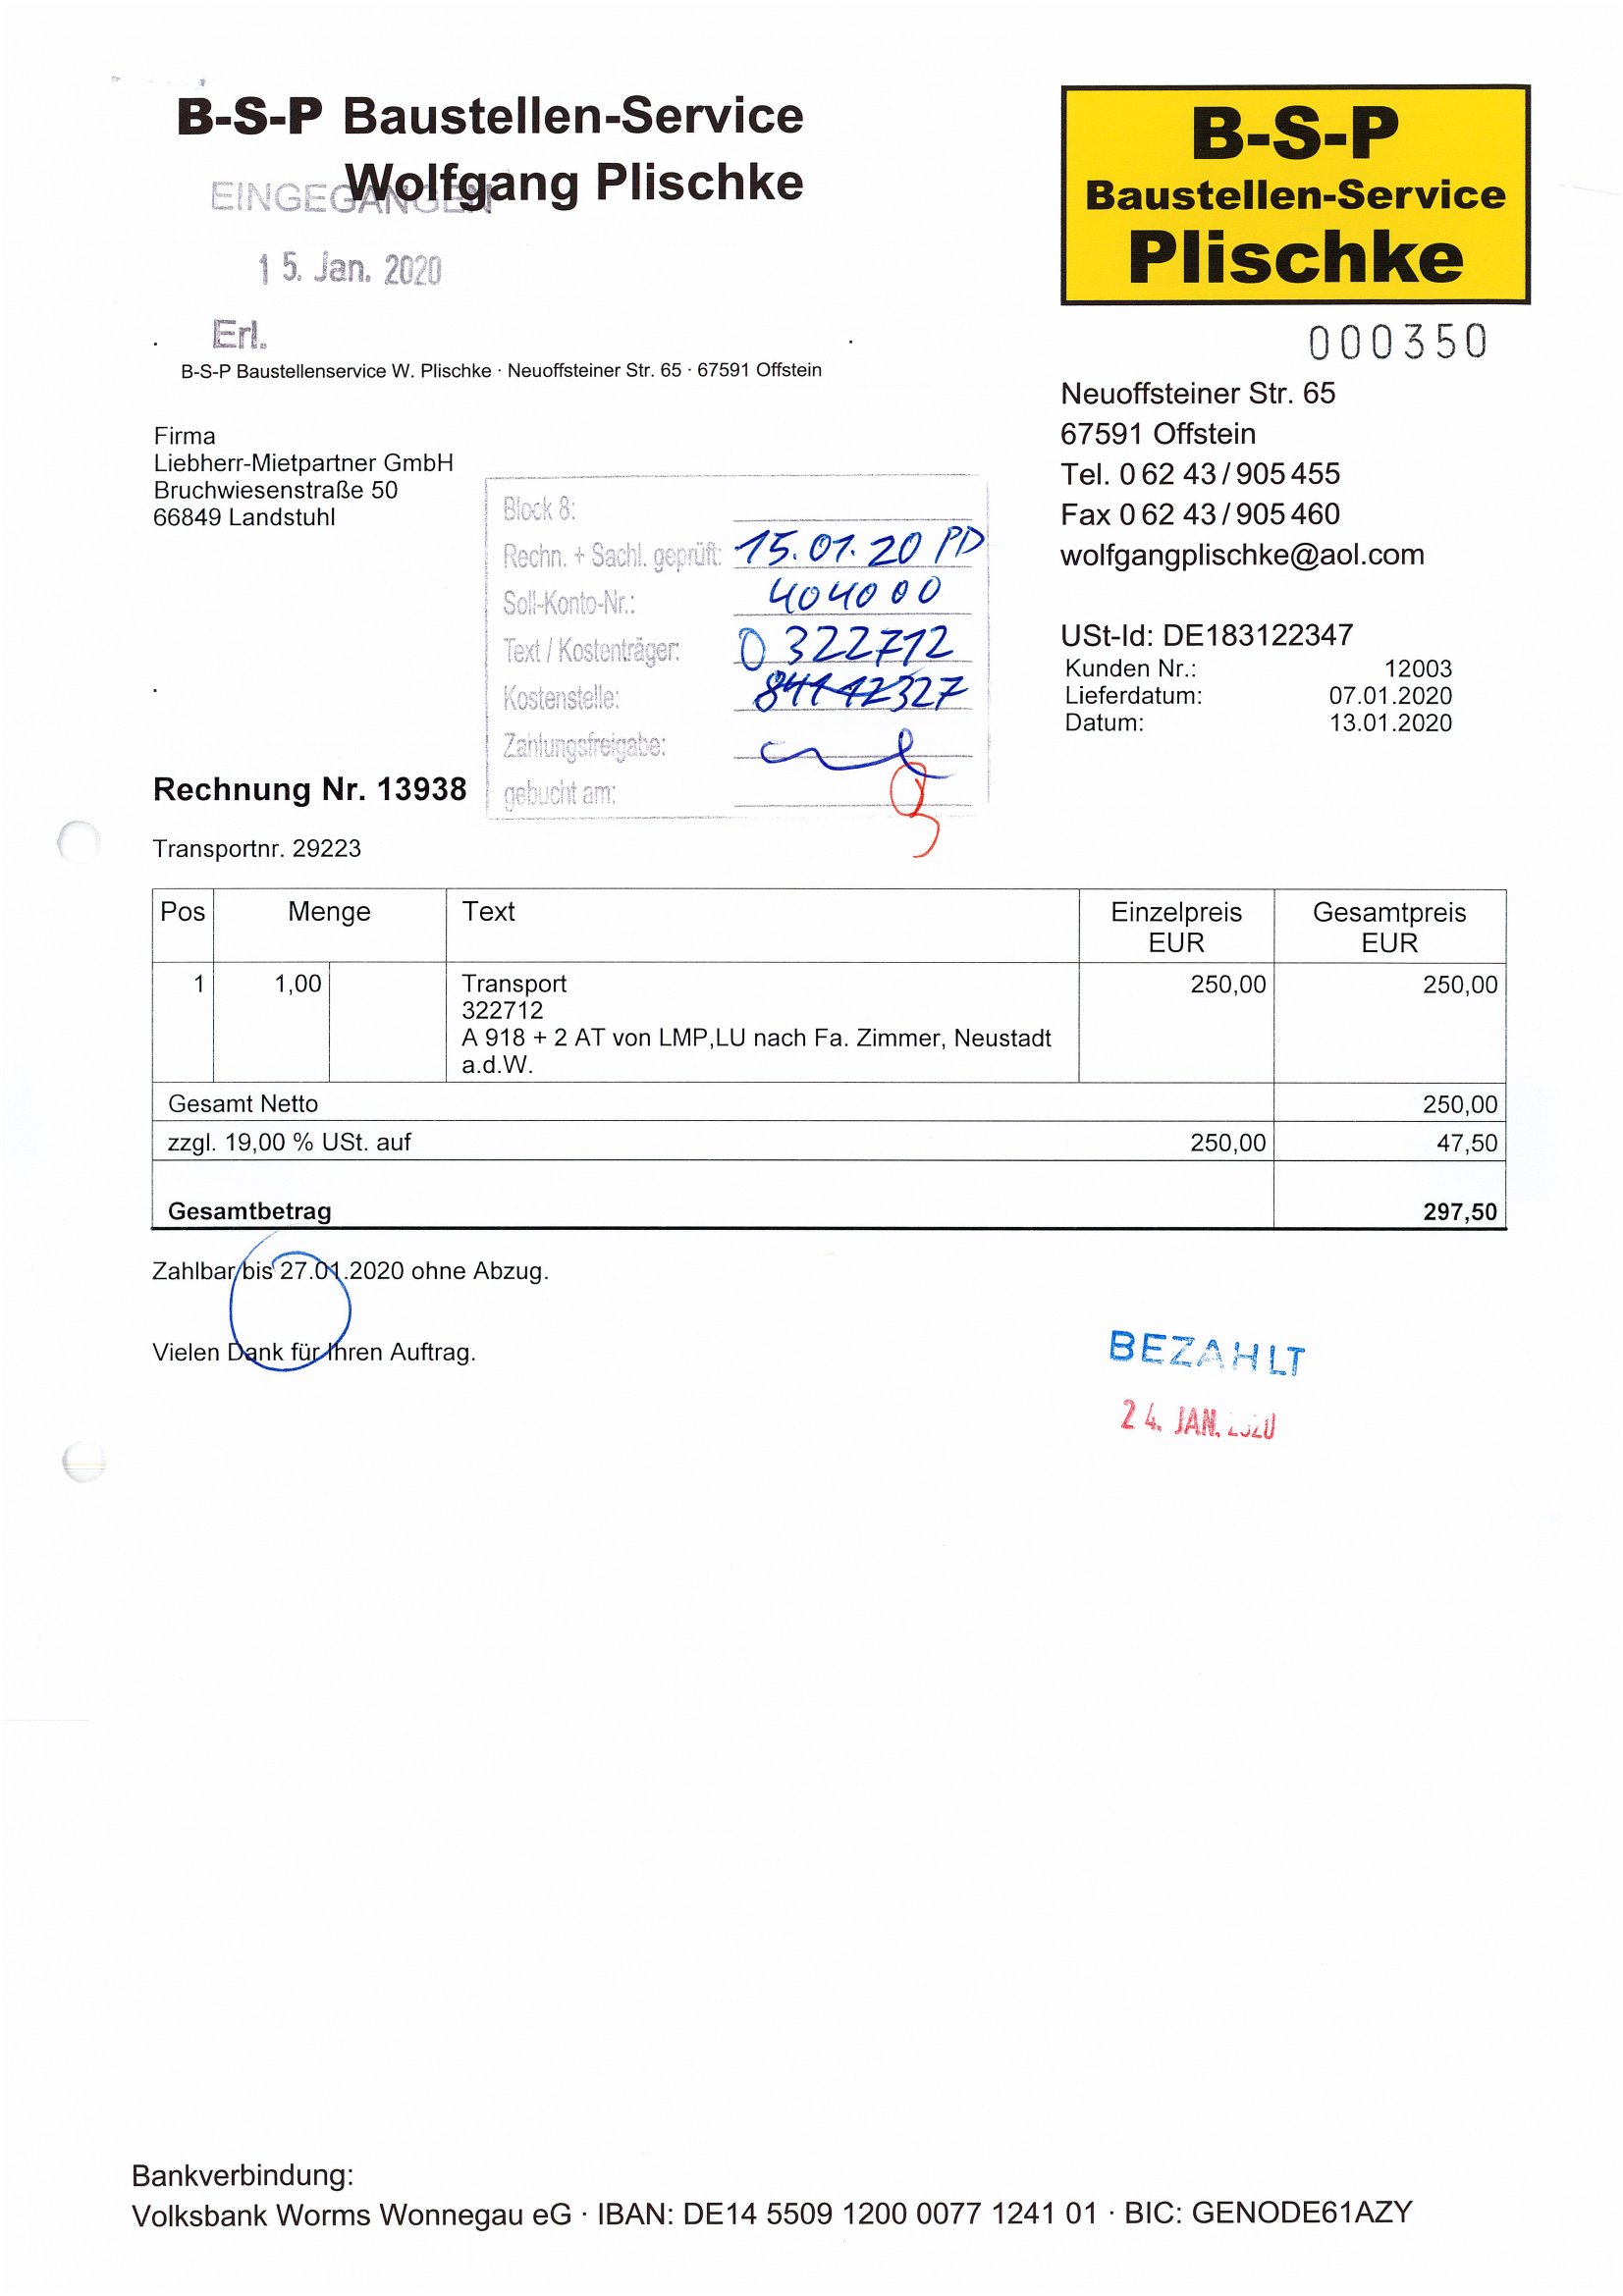 B-S-P Baustellen-Service
Wolfgang Plischke
EINGEGANGEN
15. Jan. 2020
Erl.
B-S-P
Baustellen-Service
Plischke
000350
B-S-P Baustellenservice W. Plischke · Neuoffsteiner Str. 65 · 67591 Offstein
Neuoffsteiner Str. 65
67591 Offstein
Tel. 0 62 43 / 905 455
Fax 0 62 43 / 905 460
wolfgangplischke@aol.com
Firma
Liebherr-Mietpartner GmbH
Bruchwiesenstraße 50
66849 Landstuhl
Block 8:
Rechn. + Sachl. geprüft: 15.01.20 PD
Soll-Konto-Nr.: 404000
Text / Kostenträger: 0 322712
Kostenstelle: 84112327
Zahlungsfreigabe:
gebucht am:
USt-Id: DE183122347
Kunden Nr.: 12003
Lieferdatum: 07.01.2020
Datum: 13.01.2020
Rechnung Nr. 13938
Transportnr. 29223
Pos Menge Text Einzelpreis EUR Gesamtpreis EUR
1 1,00 Transport 250,00 250,00
322712
A 918 + 2 AT von LMP,LU nach Fa. Zimmer, Neustadt
a.d.W.
Gesamt Netto 250,00
zzgl. 19,00 % USt. auf 250,00 47,50
Gesamtbetrag 297,50
Zahlbar bis 27.01.2020 ohne Abzug.
Vielen Dank für Ihren Auftrag.
BEZAHLT
24. JAN. 2020
Bankverbindung:
Volksbank Worms Wonnegau eG · IBAN: DE14 5509 1200 0077 1241 01 · BIC: GENODE61AZY